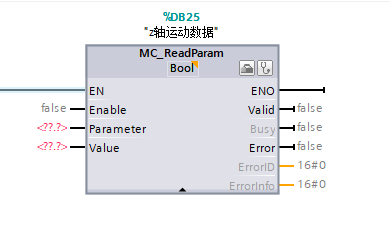 %DB25
"z轴运动数据"
MC_ReadParam
Bool
EN ENO
false Enable Valid false
<??.?> Parameter Busy false
<??.?> Value Error false
ErrorID 16#0
ErrorInfo 16#0